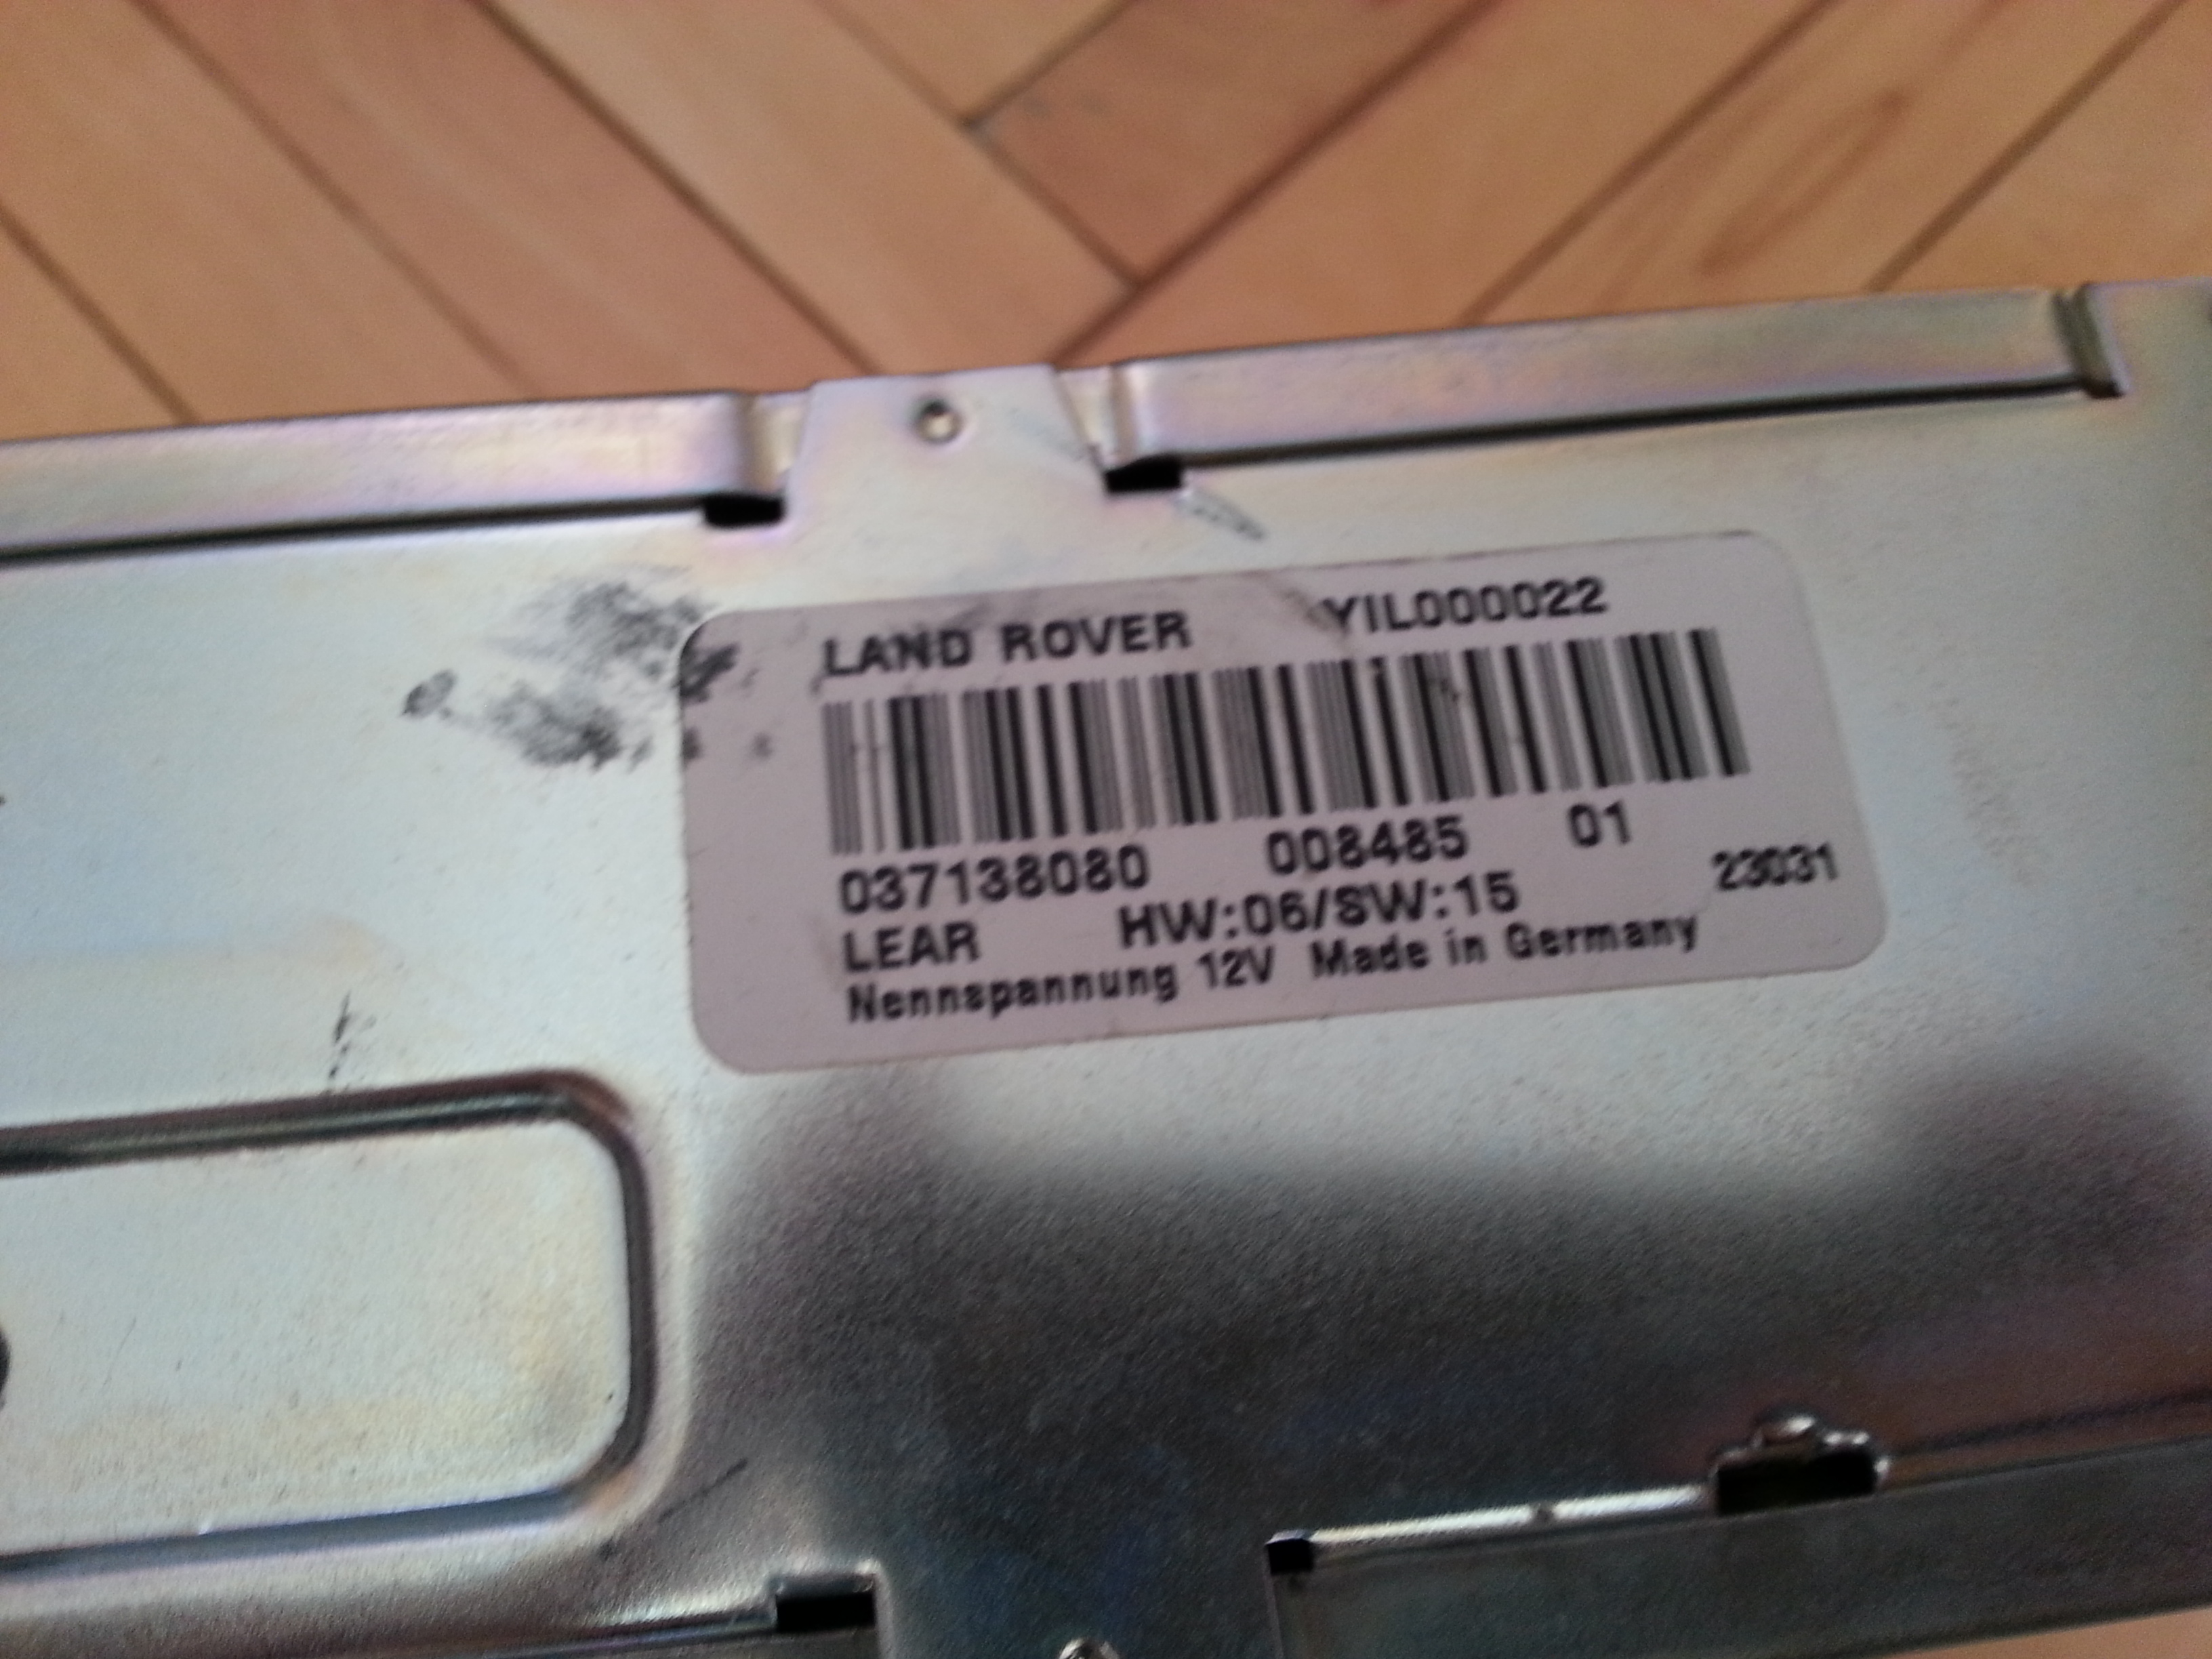 LAND ROVER YIL000022
037138080 008485 01
LEAR HW:06/SW:15 23031
Nennspannung 12V Made in Germany